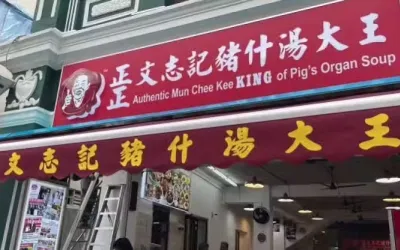 正正 文志記豬什湯大王
Authentic Mun Chee Kee KING of Pig's Organ Soup
文志記豬什湯大王